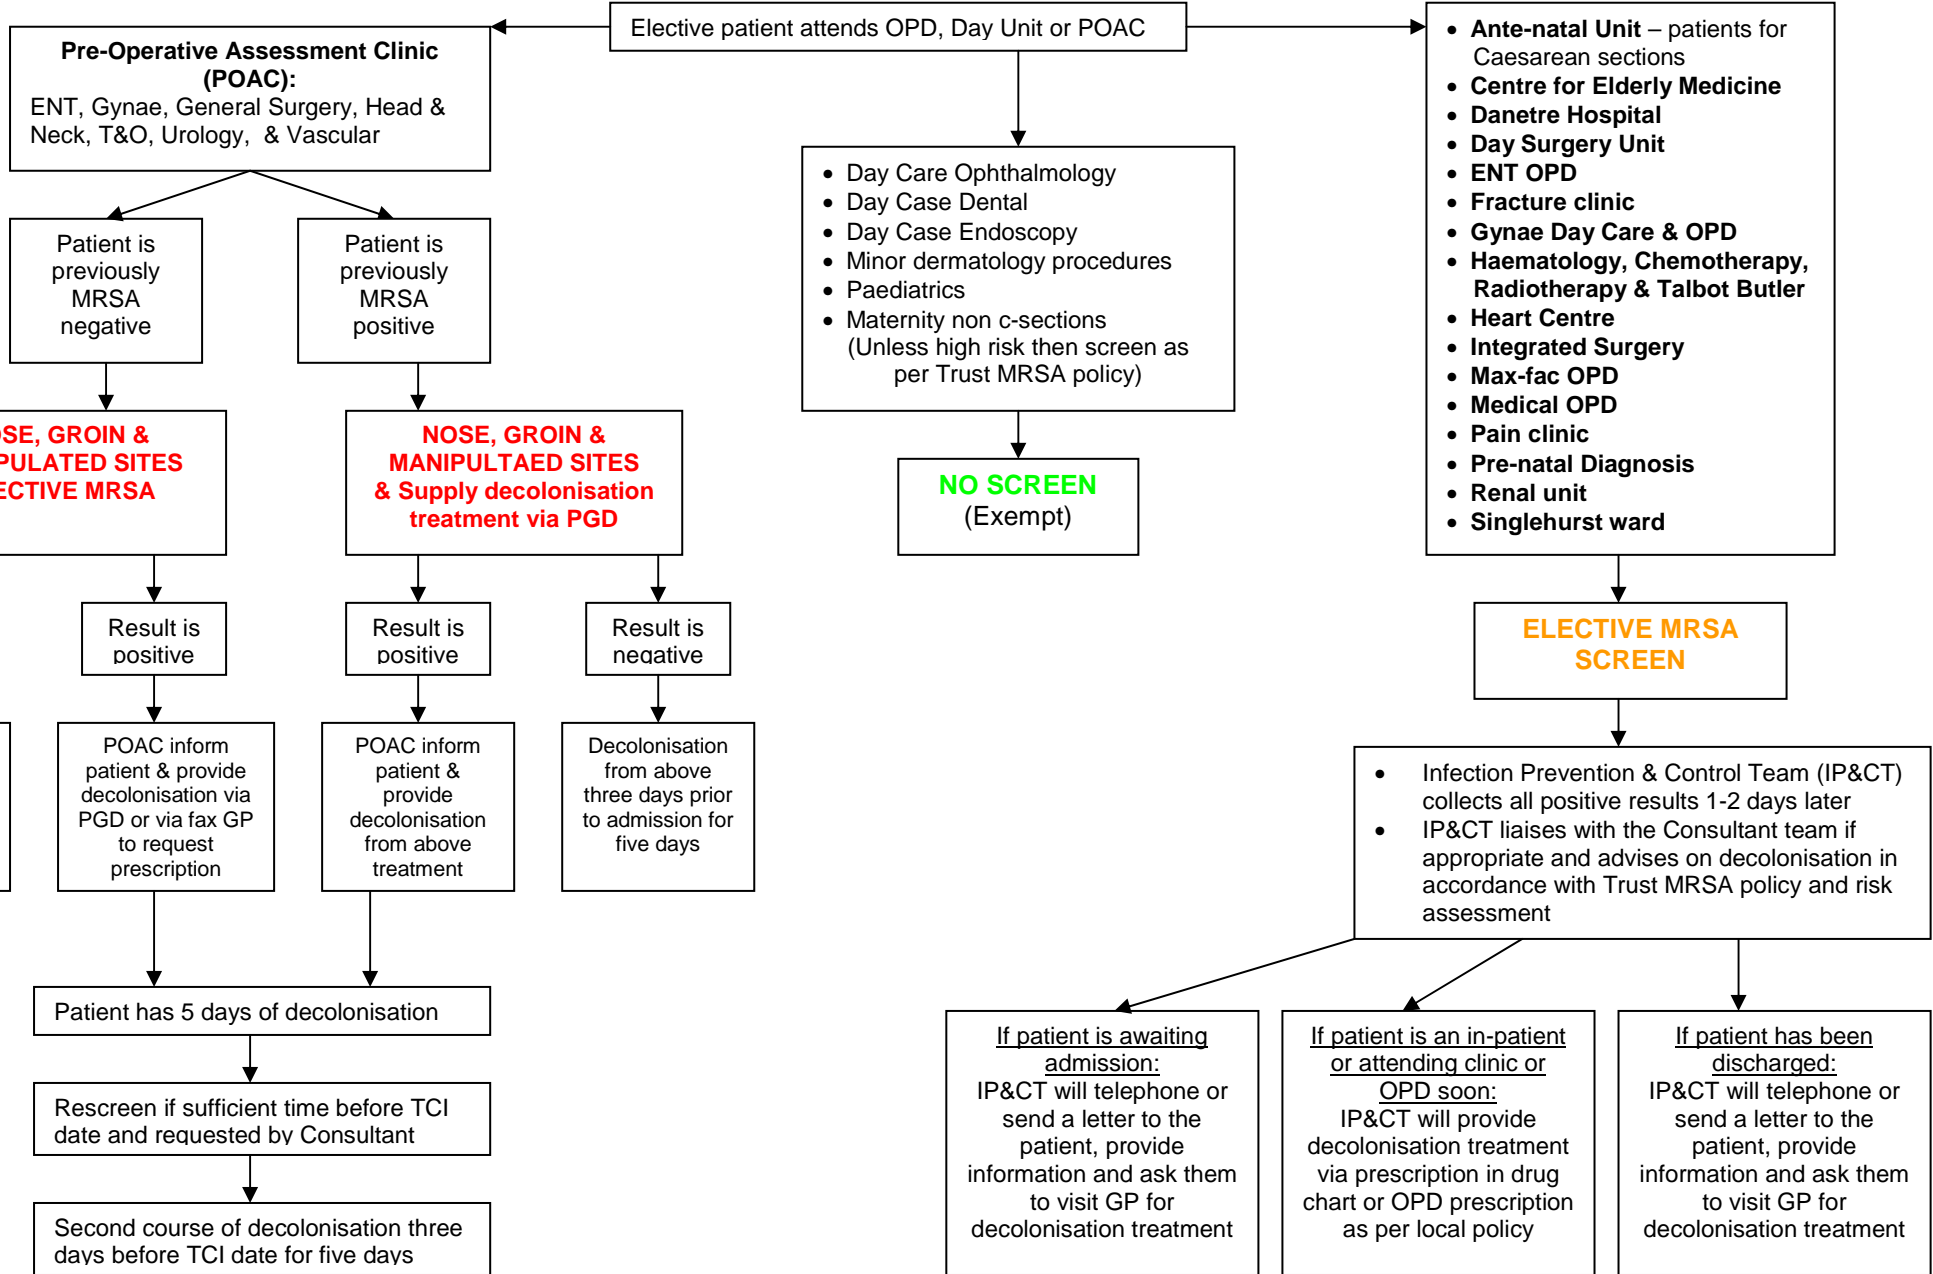 Elective patient attends OPD, Day Unit or POAC
Pre-Operative Assessment Clinic
(POAC):
ENT, Gynae, General Surgery, Head &
Neck, T&O, Urology, & Vascular
Patient is
previously
MRSA
negative
Patient is
previously
MRSA
positive
SE, GROIN &
PULATED SITES
ECTIVE MRSA
NOSE, GROIN &
MANIPULTAED SITES
& Supply decolonisation
treatment via PGD
Result is
positive
Result is
positive
Result is
negative
POAC inform
patient & provide
decolonisation via
PGD or via fax GP
to request
prescription
POAC inform
patient &
provide
decolonisation
from above
treatment
Decolonisation
from above
three days prior
to admission for
five days
Patient has 5 days of decolonisation
Rescreen if sufficient time before TCI
date and requested by Consultant
Second course of decolonisation three
days before TCI date for five days
• Day Care Ophthalmology
• Day Case Dental
• Day Case Endoscopy
• Minor dermatology procedures
• Paediatrics
• Maternity non c-sections
(Unless high risk then screen as
per Trust MRSA policy)
NO SCREEN
(Exempt)
• Ante-natal Unit – patients for
Caesarean sections
• Centre for Elderly Medicine
• Danetre Hospital
• Day Surgery Unit
• ENT OPD
• Fracture clinic
• Gynae Day Care & OPD
• Haematology, Chemotherapy,
Radiotherapy & Talbot Butler
• Heart Centre
• Integrated Surgery
• Max-fac OPD
• Medical OPD
• Pain clinic
• Pre-natal Diagnosis
• Renal unit
• Singlehurst ward
ELECTIVE MRSA
SCREEN
• Infection Prevention & Control Team (IP&CT)
collects all positive results 1-2 days later
• IP&CT liaises with the Consultant team if
appropriate and advises on decolonisation in
accordance with Trust MRSA policy and risk
assessment
If patient is awaiting
admission:
IP&CT will telephone or
send a letter to the
patient, provide
information and ask them
to visit GP for
decolonisation treatment
If patient is an in-patient
or attending clinic or
OPD soon:
IP&CT will provide
decolonisation treatment
via prescription in drug
chart or OPD prescription
as per local policy
If patient has been
discharged:
IP&CT will telephone or
send a letter to the
patient, provide
information and ask them
to visit GP for
decolonisation treatment